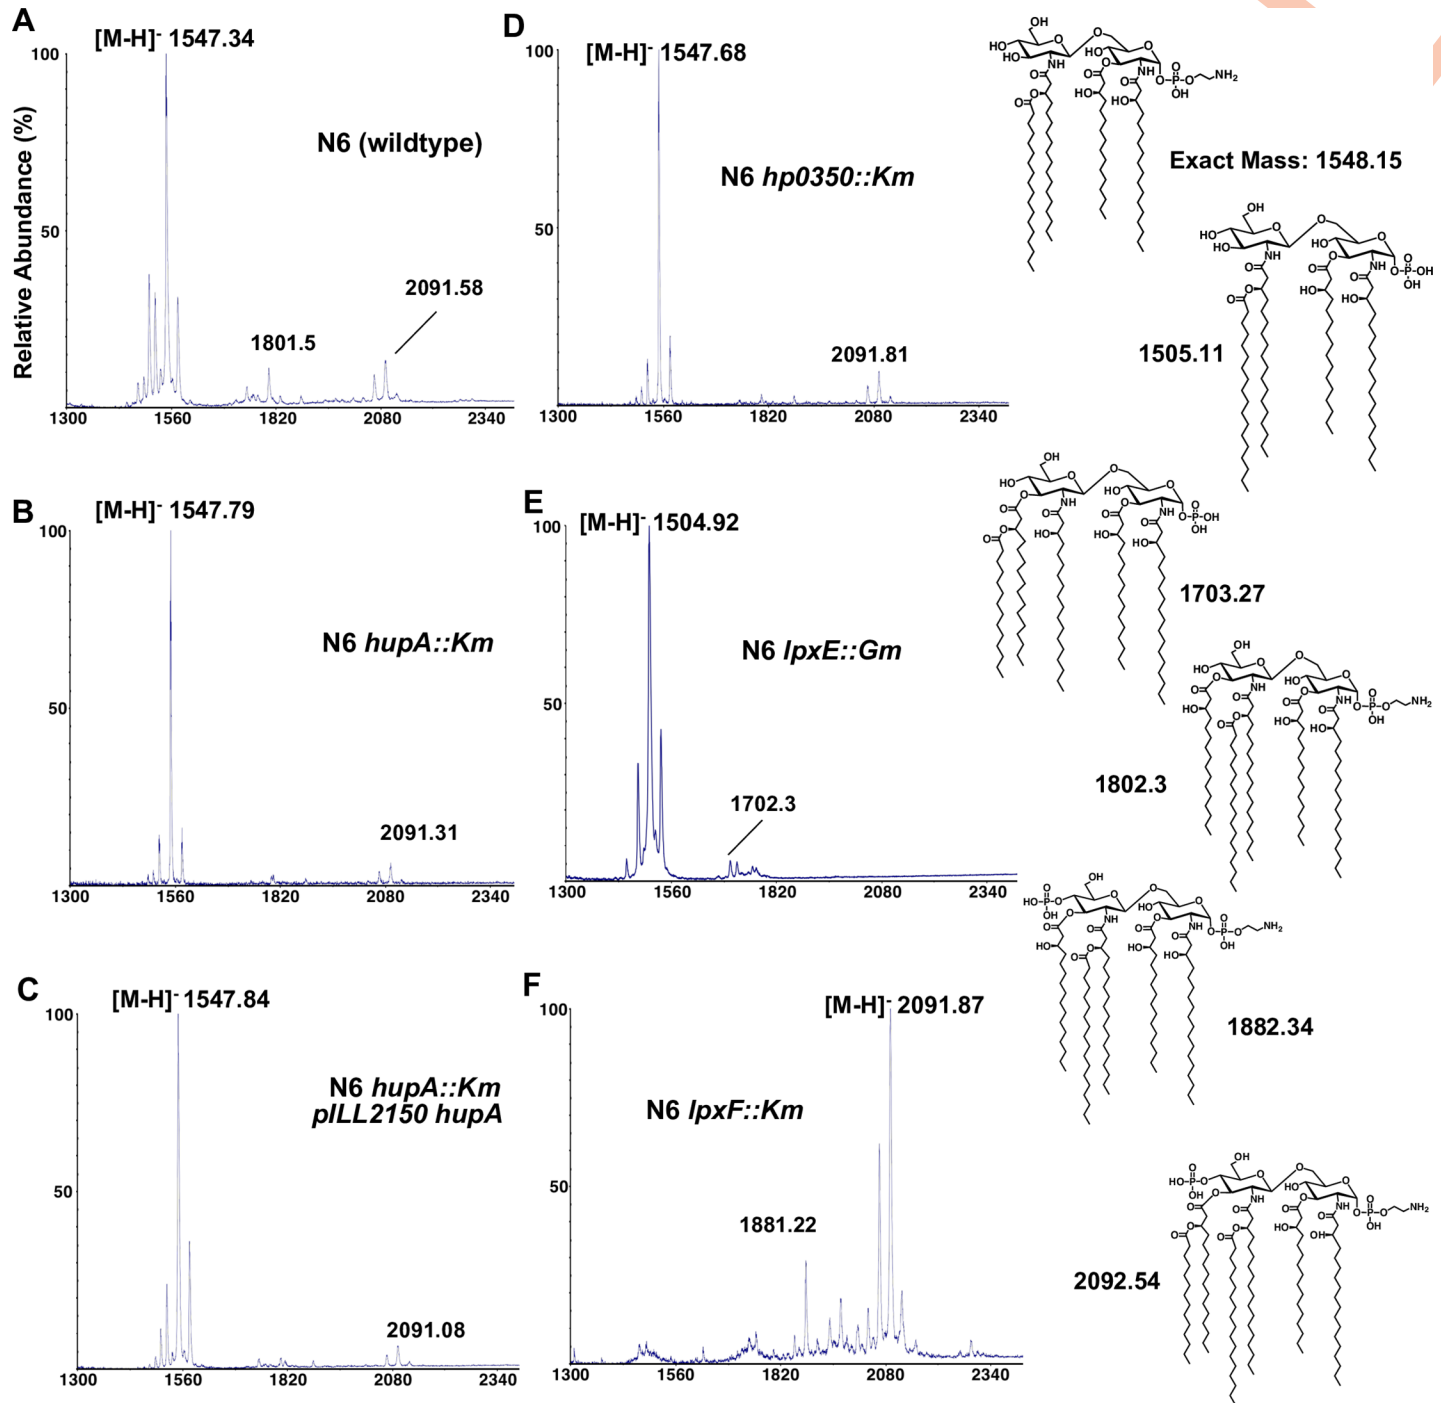 A
[M-H]- 1547.34
100
50
Relative Abundance (%)
N6 (wildtype)
1801.5
2091.58
1300 1560 1820 2080 2340
D
[M-H]- 1547.68
100
50
N6 hp0350::Km
2091.81
1300 1560 1820 2080 2340
B
[M-H]- 1547.79
100
50
N6 hupA::Km
2091.31
1300 1560 1820 2080 2340
E
[M-H]- 1504.92
100
50
N6 lpxE::Gm
1702.3
1300 1560 1820 2080 2340
C
[M-H]- 1547.84
100
50
N6 hupA::Km
pILL2150 hupA
2091.08
1300 1560 1820 2080 2340
F
[M-H]- 2091.87
100
50
N6 lpxF::Km
1881.22
1300 1560 1820 2080 2340
Exact Mass: 1548.15
1505.11
1703.27
1802.3
1882.34
2092.54